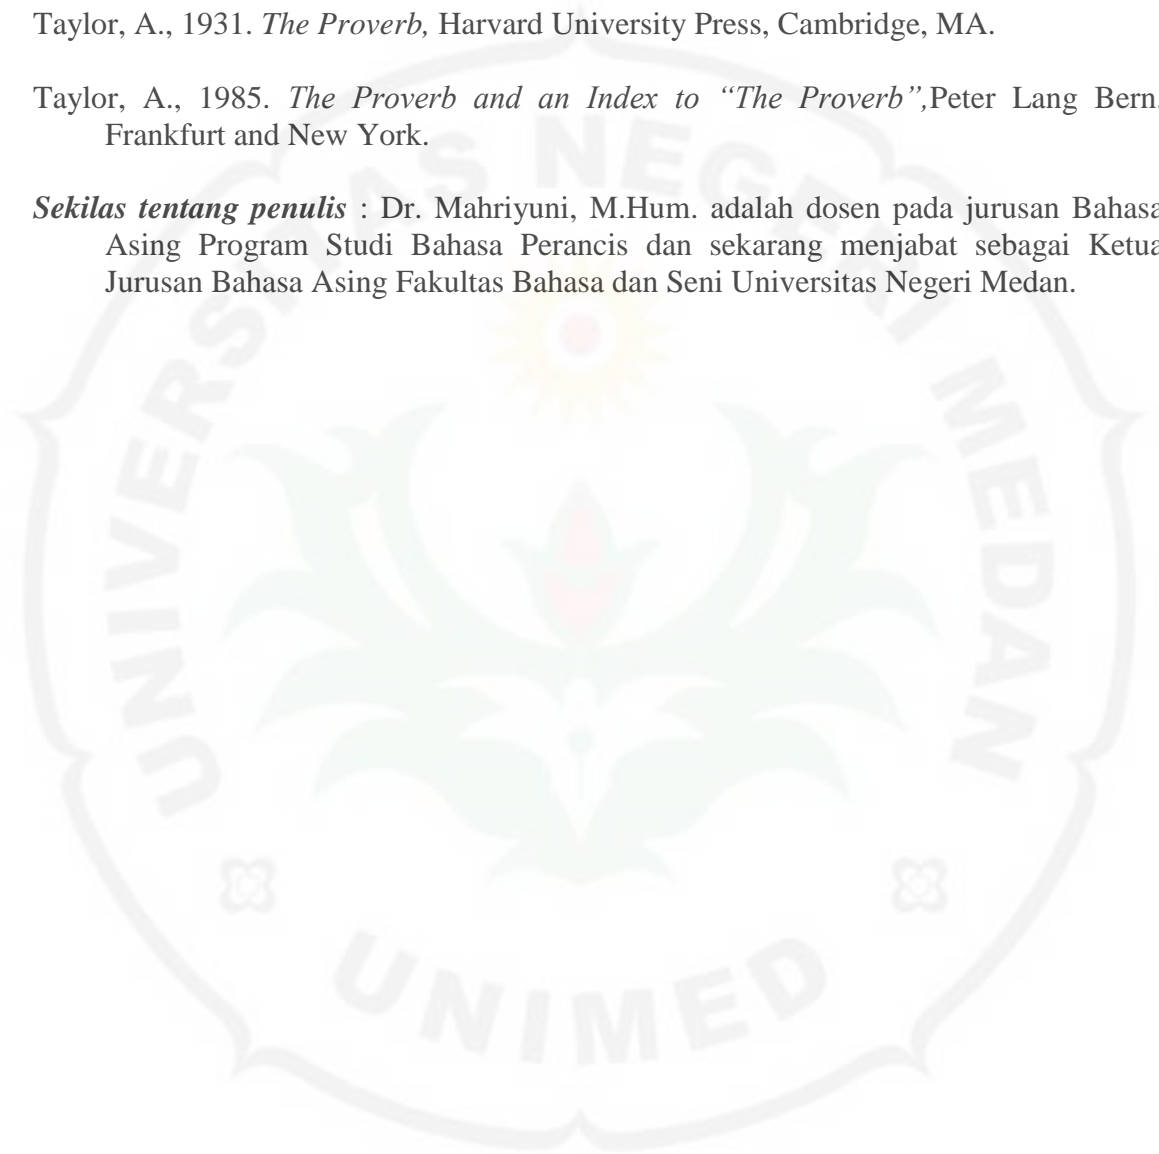 Taylor, A., 1931. The Proverb, Harvard University Press, Cambridge, MA.
Taylor, A., 1985. The Proverb and an Index to “The Proverb”,Peter Lang Bern.
Frankfurt and New York.
Sekilas tentang penulis : Dr. Mahriyuni, M.Hum. adalah dosen pada jurusan Bahasa
Asing Program Studi Bahasa Perancis dan sekarang menjabat sebagai Ketua
Jurusan Bahasa Asing Fakultas Bahasa dan Seni Universitas Negeri Medan.
UNIVERSITAS NEGERI MEDAN
UNIMED